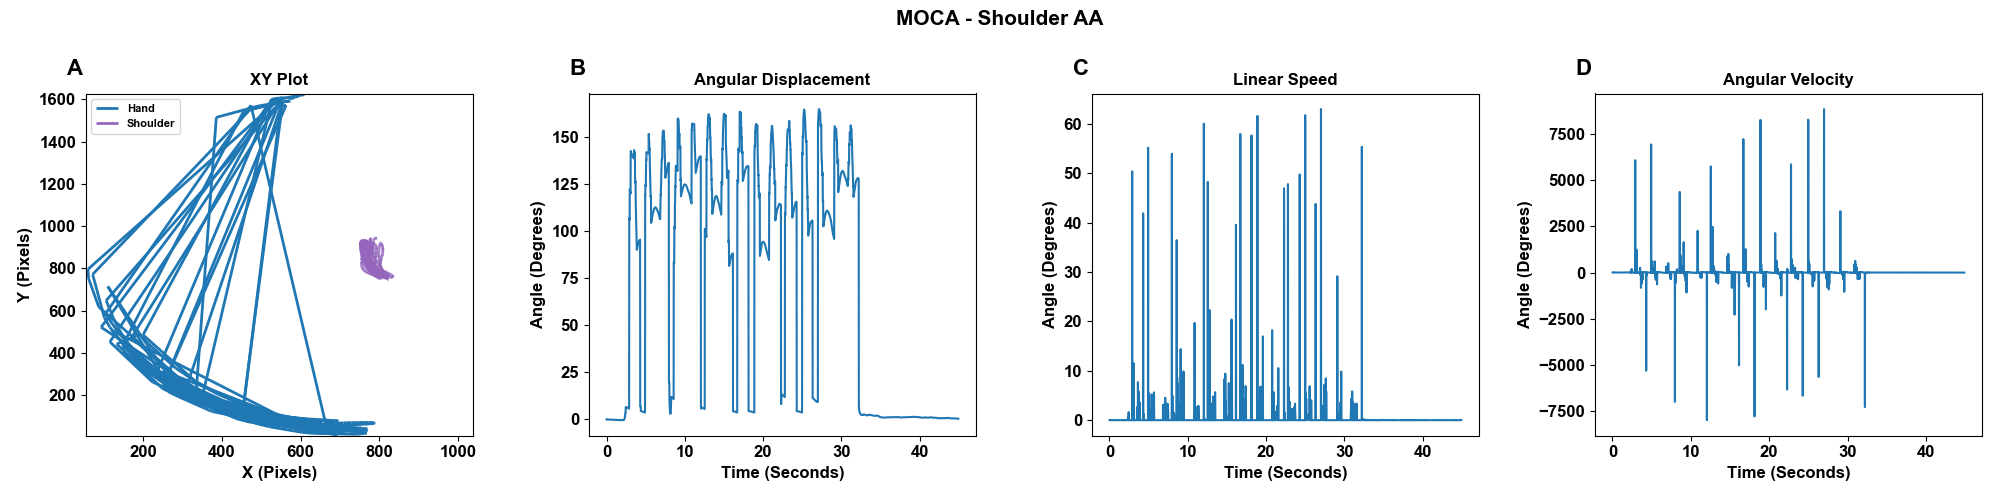 MOCA - Shoulder AA
A
XY Plot
Hand
Shoulder
1600
1400
1200
1000
800
600
400
200
Y (Pixels)
200 400 600 800 1000
X (Pixels)
B
Angular Displacement
150
125
100
75
50
25
0
Angle (Degrees)
0 10 20 30 40
Time (Seconds)
C
Linear Speed
60
50
40
30
20
10
0
Angle (Degrees)
0 10 20 30 40
Time (Seconds)
D
Angular Velocity
7500
5000
2500
0
−2500
−5000
−7500
Angle (Degrees)
0 10 20 30 40
Time (Seconds)